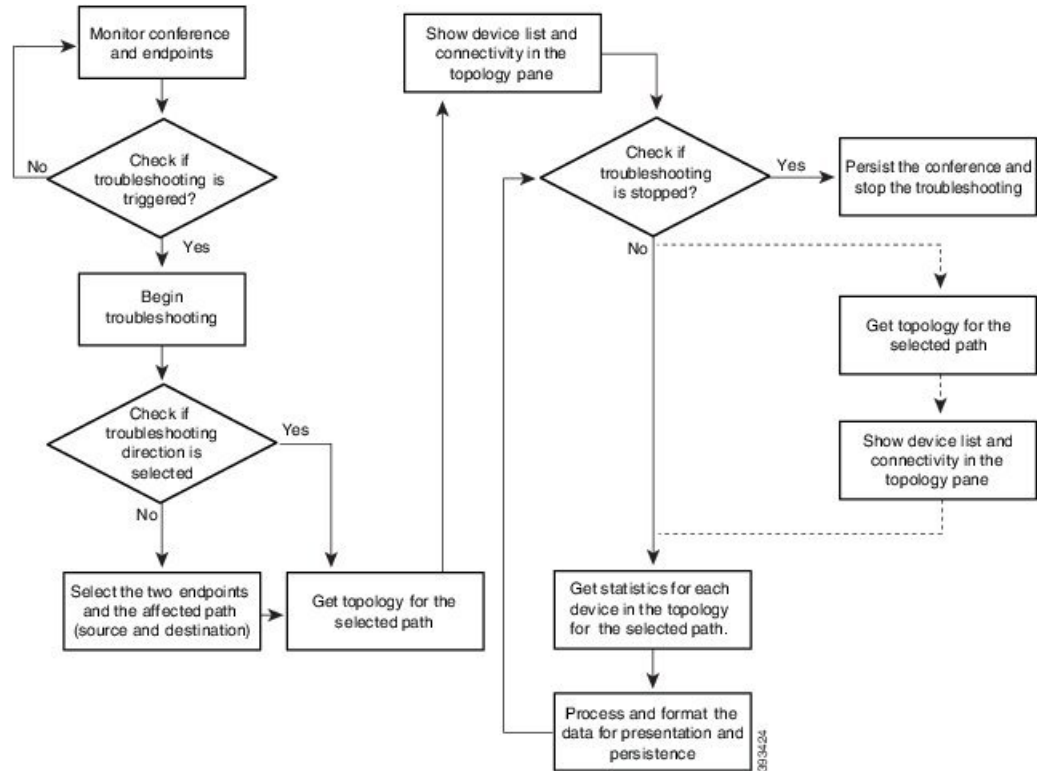 Monitor conference
and endpoints
No
Check if
troubleshooting is
triggered?
Yes
Begin
troubleshooting
Check if
troubleshooting
direction is
selected
Yes
No
Select the two endpoints
and the affected path
(source and destination)
Get topology for the
selected path
Show device list and
connectivity in the
topology pane
Check if
troubleshooting
is stopped?
Yes
Persist the conference and
stop the troubleshooting
No
Get topology for the
selected path
Show device list and
connectivity in the
topology pane
Get statistics for each
device in the topology
for the selected path.
Process and format the
data for presentation and
persistence
393424